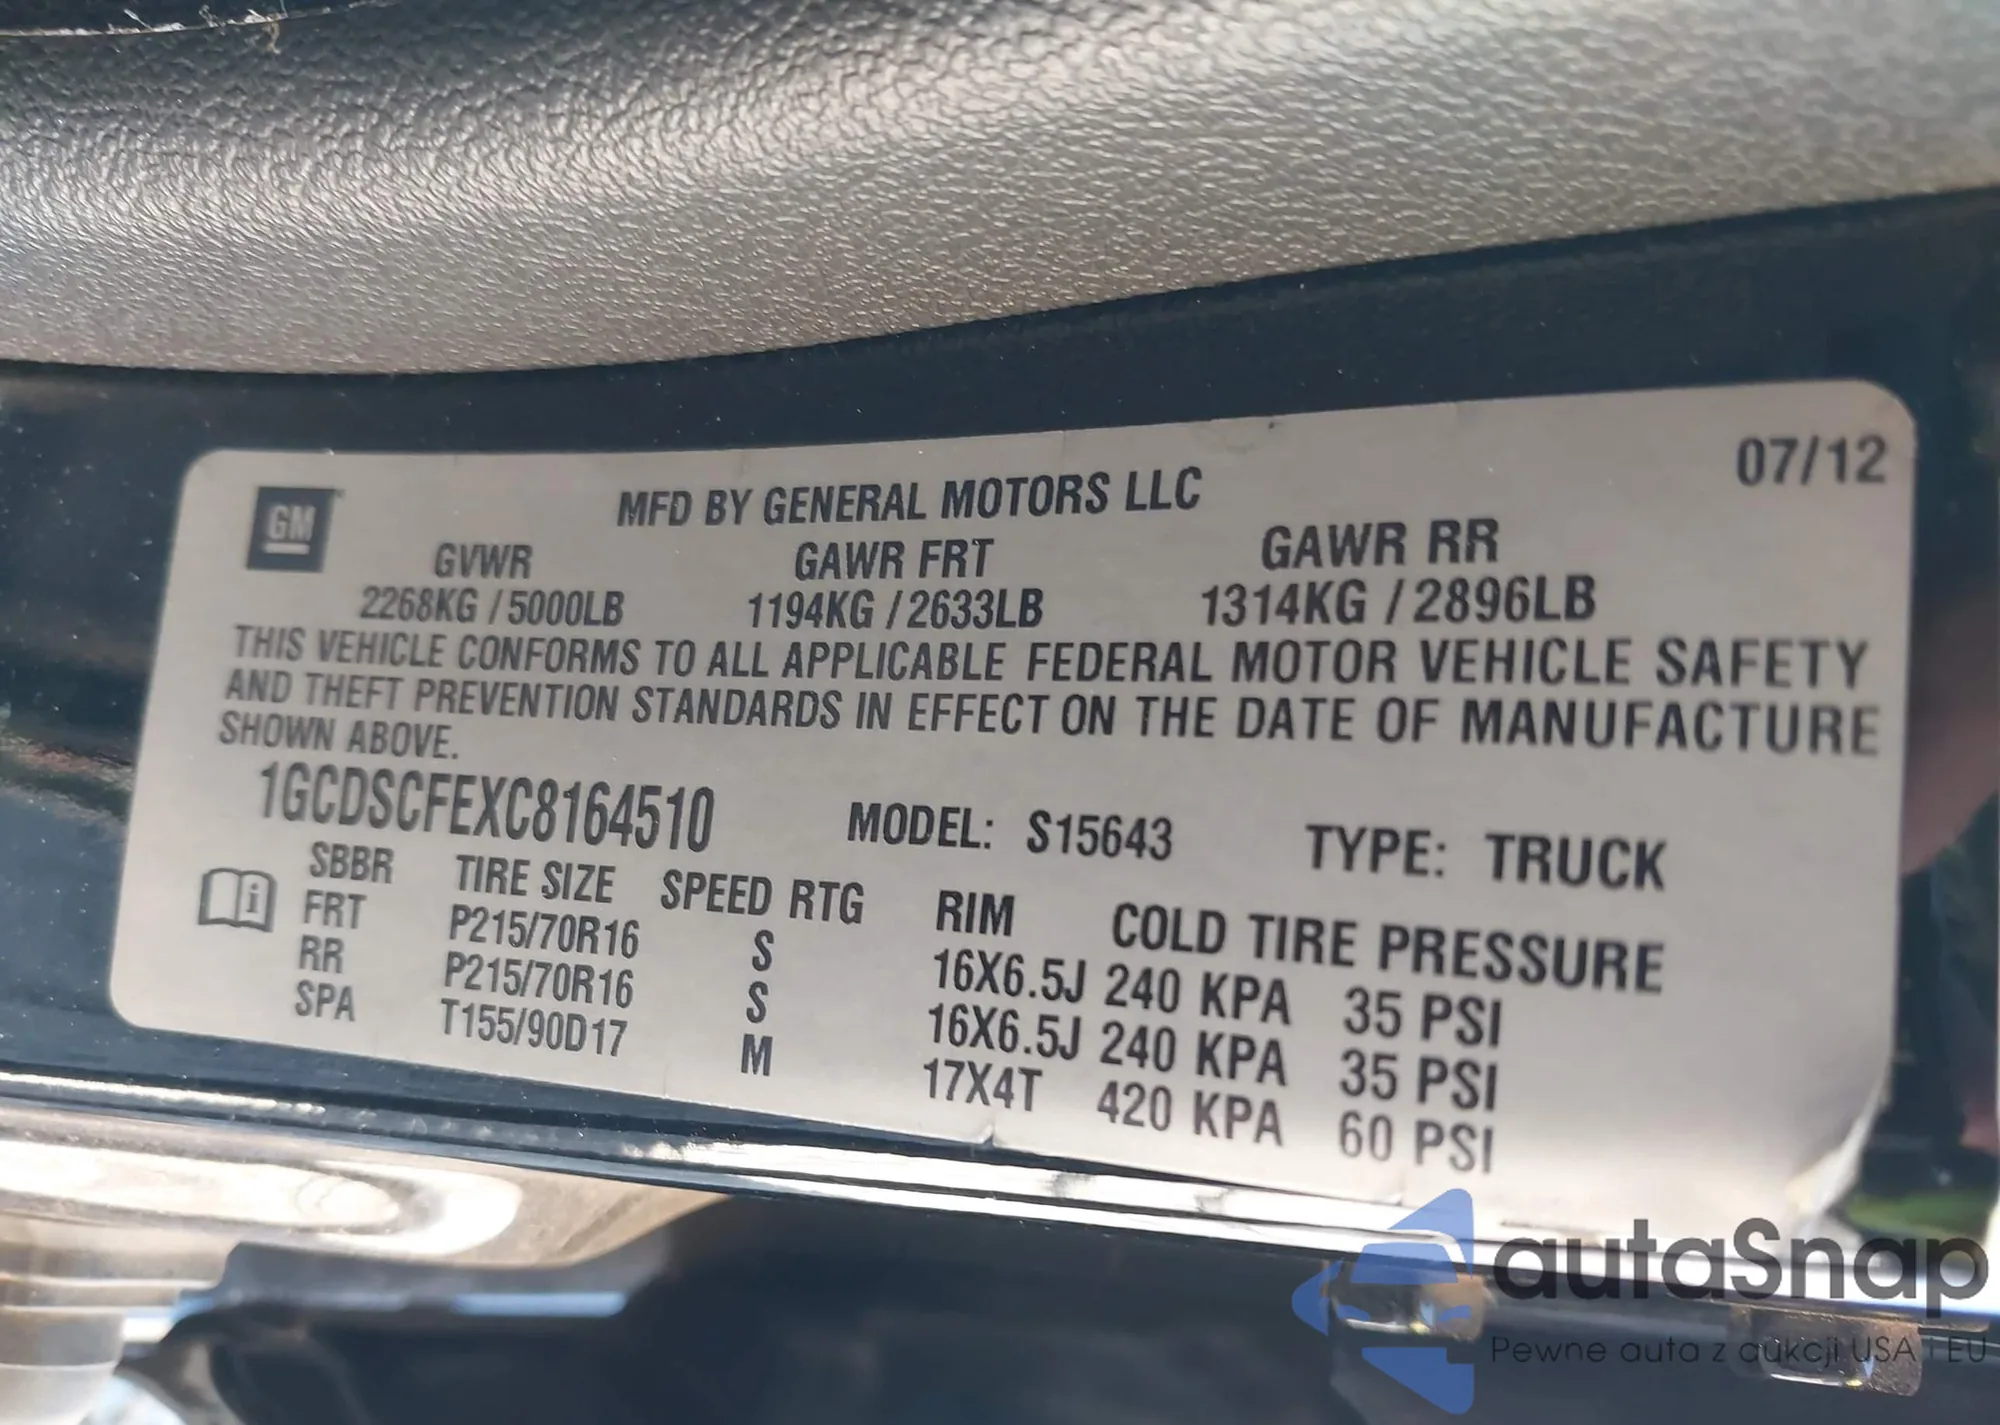 07/12
GM
MFD BY GENERAL MOTORS LLC
GVWR GAWR FRT GAWR RR
2268KG / 5000LB 1194KG / 2633LB 1314KG / 2896LB
THIS VEHICLE CONFORMS TO ALL APPLICABLE FEDERAL MOTOR VEHICLE SAFETY
AND THEFT PREVENTION STANDARDS IN EFFECT ON THE DATE OF MANUFACTURE
SHOWN ABOVE.
1GCDSCFEXC8164510 MODEL: S15643 TYPE: TRUCK
SBBR TIRE SIZE SPEED RTG RIM COLD TIRE PRESSURE
FRT P215/70R16 S 16X6.5J 240 KPA 35 PSI
RR P215/70R16 S 16X6.5J 240 KPA 35 PSI
SPA T155/90D17 M 17X4T 420 KPA 60 PSI
autaSnap
Pewne auta z aukcji USA i EU